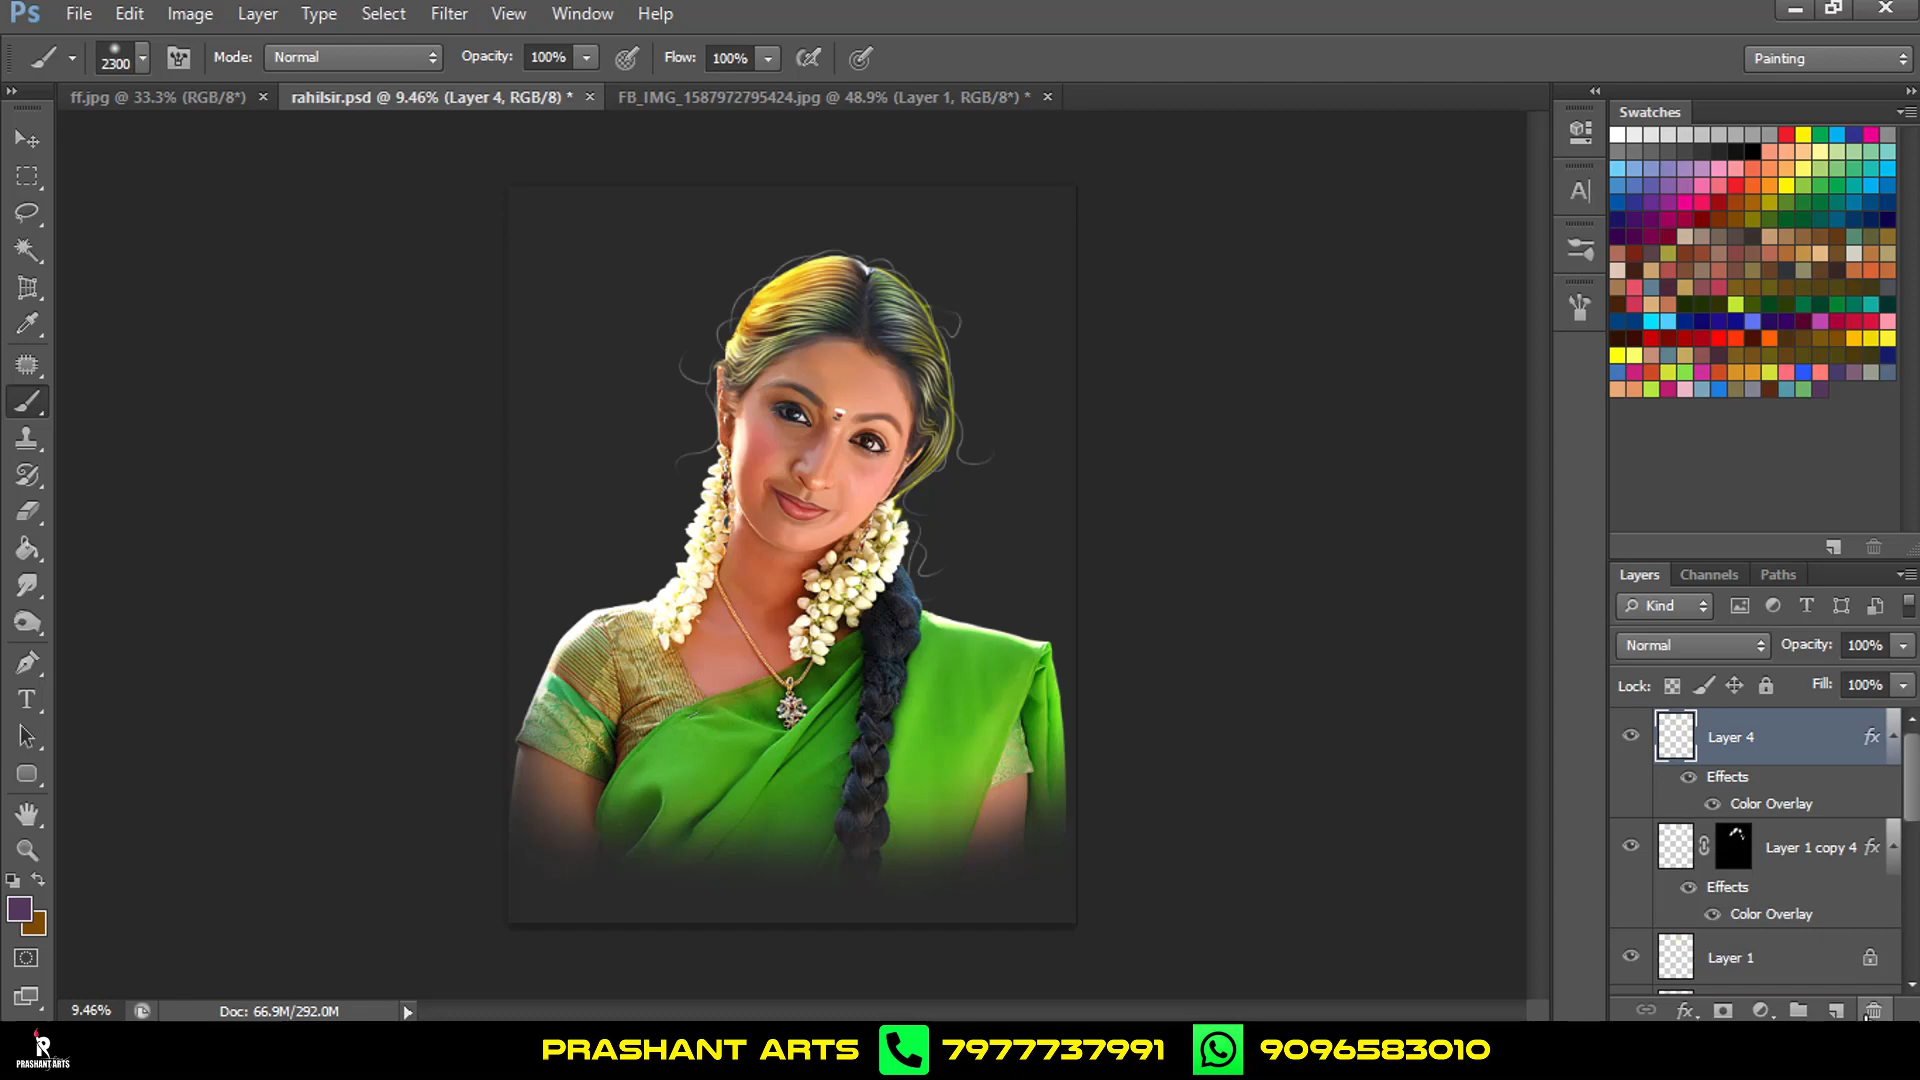 Ps File Edit Image Layer Type Select Filter View Window Help
2300 Mode: Normal Opacity: 100% Flow: 100% Painting
ff.jpg @ 33.3% (RGB/8*) × rahilsir.psd @ 9.46% (Layer 4, RGB/8) * × FB_IMG_1587972795424.jpg @ 48.9% (Layer 1, RGB/8*) * ×
Swatches
Layers Channels Paths
Kind
Normal Opacity: 100%
Lock: Fill: 100%
Layer 4 fx
Effects
Color Overlay
Layer 1 copy 4 fx
Effects
Color Overlay
Layer 1
9.46% Doc: 66.9M/292.0M
PRASHANT ARTS
PRASHANT ARTS 7977737991 9096583010